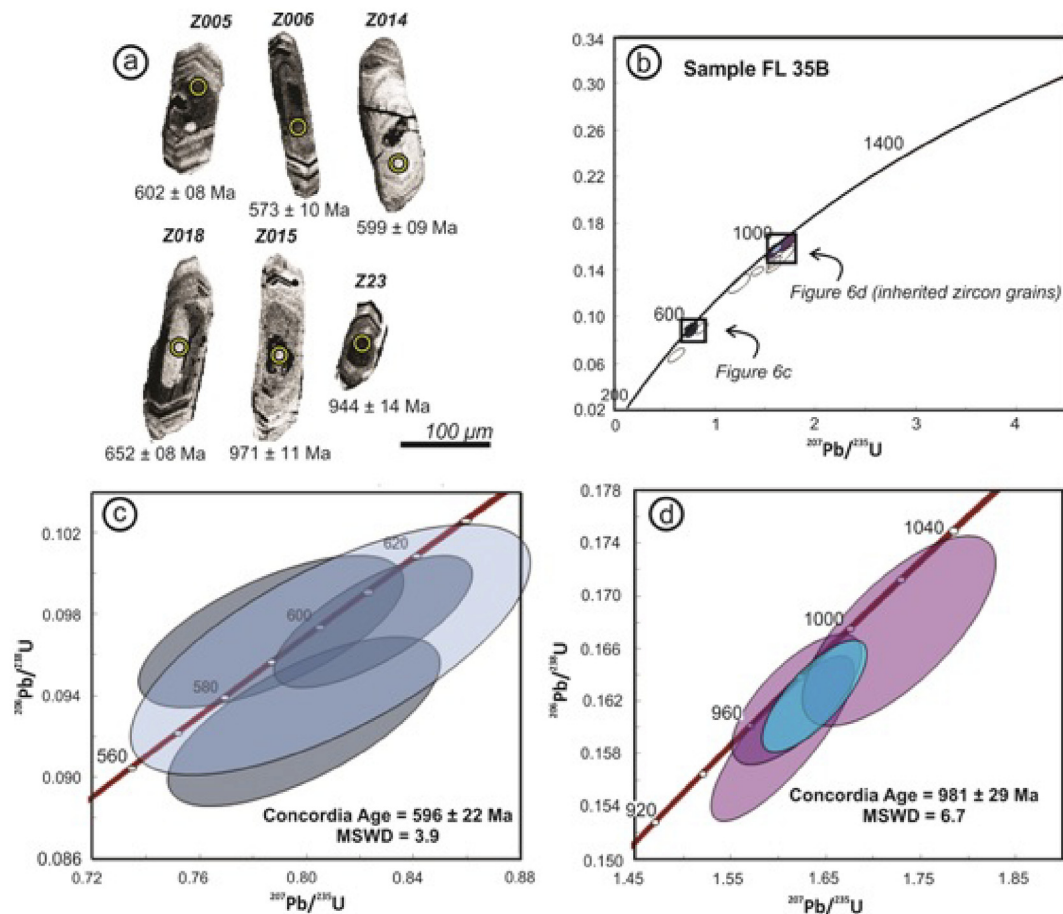 a
Z005
Z006
Z014
602 ± 08 Ma
573 ± 10 Ma
599 ± 09 Ma
Z018
Z015
Z23
652 ± 08 Ma
971 ± 11 Ma
944 ± 14 Ma
100 µm
b
Sample FL 35B
0.34
0.30
0.26
0.22
0.18
0.14
0.10
0.06
0.02
1400
1000
600
200
Figure 6d (inherited zircon grains)
Figure 6c
0
1
2
3
4
²⁰⁷Pb/²³⁵U
c
0.102
0.098
0.094
0.090
0.086
²⁰⁶Pb/²³⁸U
620
600
580
560
Concordia Age = 596 ± 22 Ma
MSWD = 3.9
0.72
0.76
0.80
0.84
0.88
²⁰⁷Pb/²³⁵U
d
0.178
0.174
0.170
0.166
0.162
0.158
0.154
0.150
²⁰⁶Pb/²³⁸U
1040
1000
960
920
Concordia Age = 981 ± 29 Ma
MSWD = 6.7
1.45
1.55
1.65
1.75
1.85
²⁰⁷Pb/²³⁵U